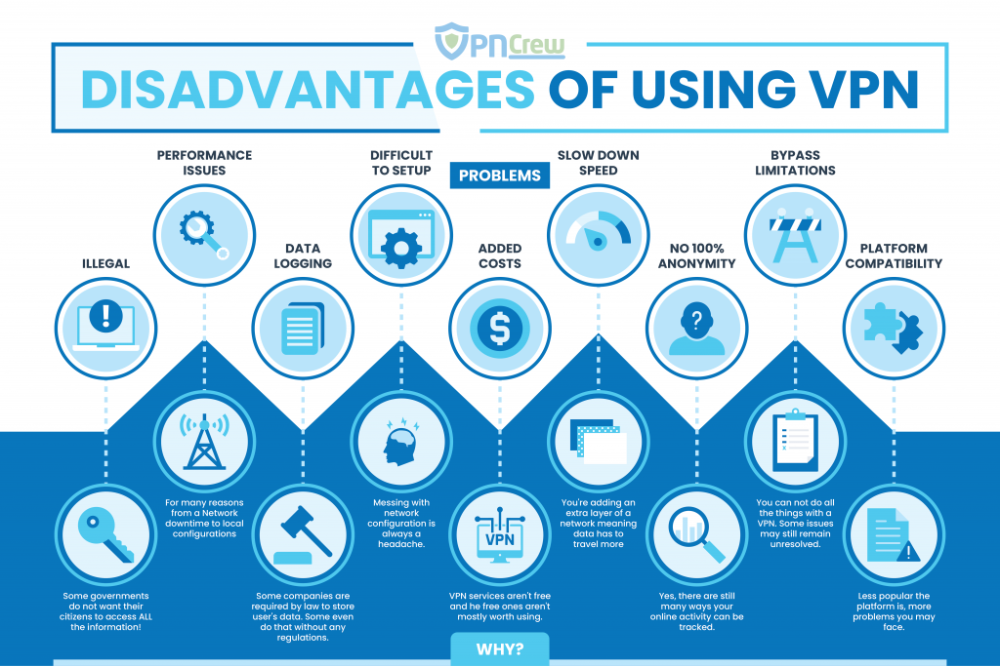 VPNCrew
DISADVANTAGES OF USING VPN
PROBLEMS
ILLEGAL
PERFORMANCE
ISSUES
DATA
LOGGING
DIFFICULT
TO SETUP
ADDED
COSTS
$
SLOW DOWN
SPEED
NO 100%
ANONYMITY
?
BYPASS
LIMITATIONS
PLATFORM
COMPATIBILITY
Some governments
do not want their
citizens to access ALL
the information!
For many reasons
from a Network
downtime to local
configurations
Some companies are
required by law to store
user's data. Some even
do that without any
regulations.
Messing with
network
configuration is
always a
headache.
VPN
VPN services aren't free
and he free ones aren't
mostly worth using.
You're adding an
extra layer of a
network meaning
data has to
travel more
Yes, there are still
many ways your
online activity can be
tracked.
You can not do all
the things with a
VPN. Some issues
may still remain
unresolved.
Less popular the
platform is, more
problems you may
face.
WHY?